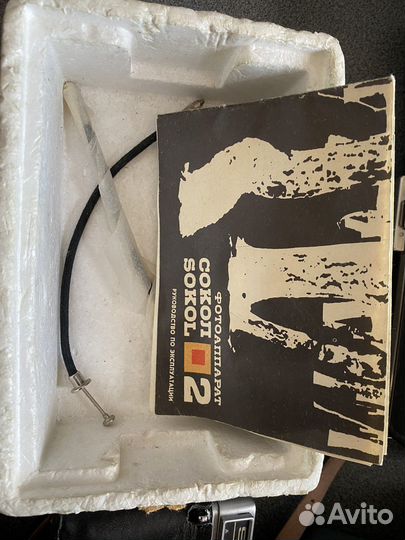 ФОТОАППАРАТ
СОКОЛ
SOKOL 2
РУКОВОДСТВО ПО ЭКСПЛУАТАЦИИ
Avito